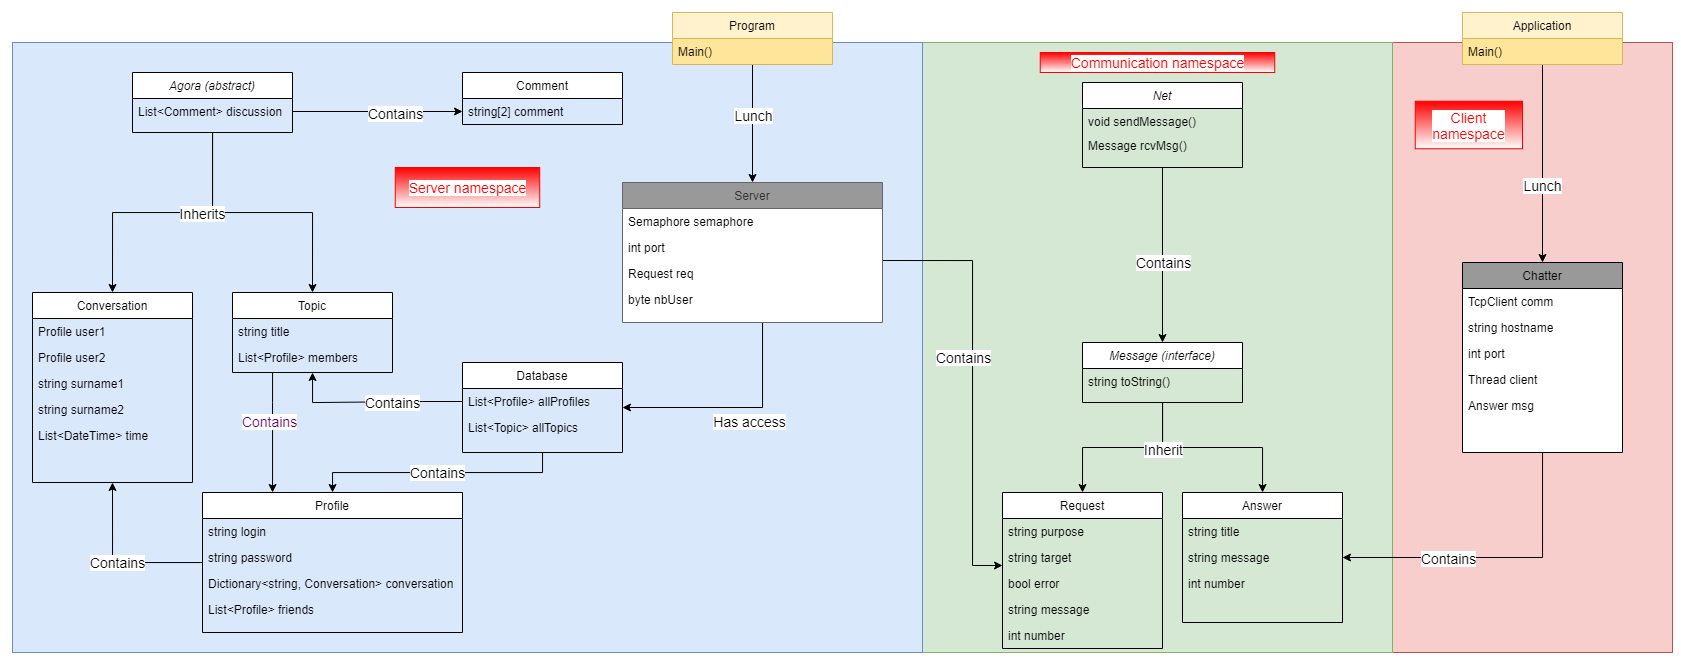 Program
Main()
Application
Main()
Agora (abstract)
List<Comment> discussion
Contains
Comment
string[2] comment
Lunch
Communication namespace
Net
void sendMessage()
Message rcvMsg()
Client
namespace
Server namespace
Inherits
Server
Semaphore semaphore
int port
Request req
byte nbUser
Lunch
Contains
Chatter
TcpClient comm
string hostname
int port
Thread client
Answer msg
Conversation
Profile user1
Profile user2
string surname1
string surname2
List<DateTime> time
Topic
string title
List<Profile> members
Contains
Contains
Database
List<Profile> allProfiles
List<Topic> allTopics
Has access
Contains
Contains
Message (interface)
string toString()
Inherit
Profile
string login
string password
Dictionary<string, Conversation> conversation
List<Profile> friends
Contains
Request
string purpose
string target
bool error
string message
int number
Answer
string title
string message
int number
Contains